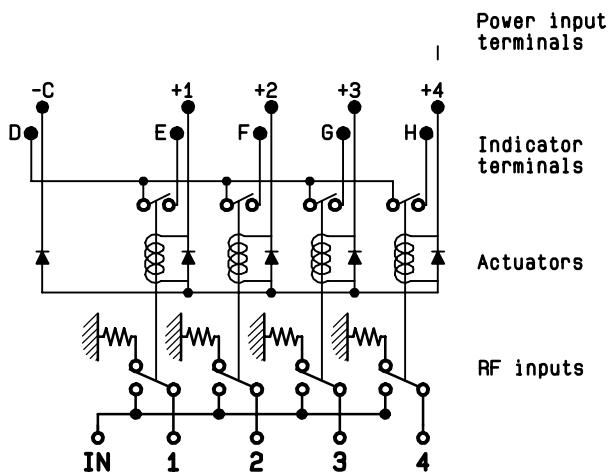 Power input
terminals
-C +1 +2 +3 +4
D E F G H
Indicator
terminals
Actuators
RF inputs
IN 1 2 3 4